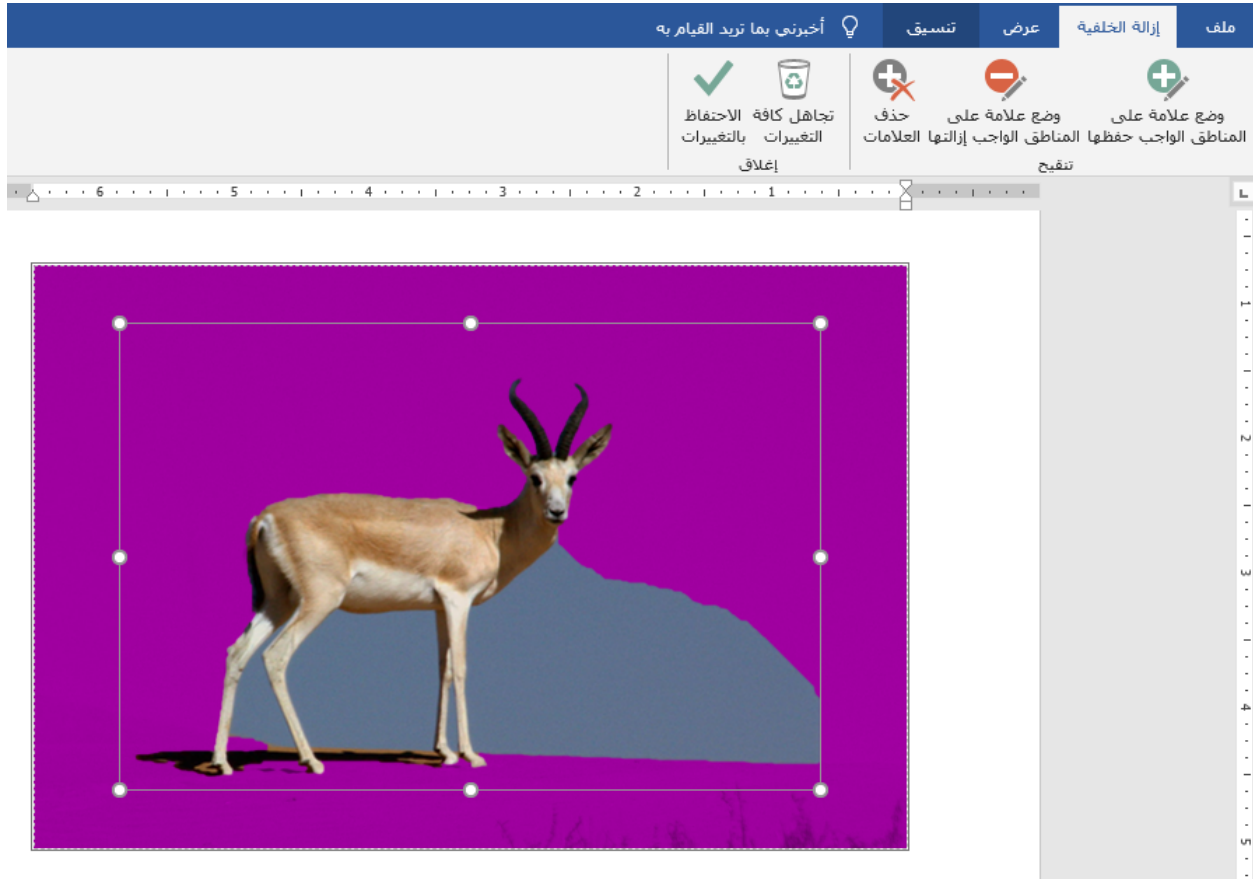 ملف إزالة الخلفية عرض تنسيق أخبرني بما تريد القيام به
وضع علامة على المناطق الواجب حفظها
وضع علامة على المناطق الواجب إزالتها
حذف العلامات
تجاهل كافة التغييرات
الاحتفاظ بالتغييرات
تنقيح
إغلاق
6 5 4 3 2 1
1
2
3
4
5